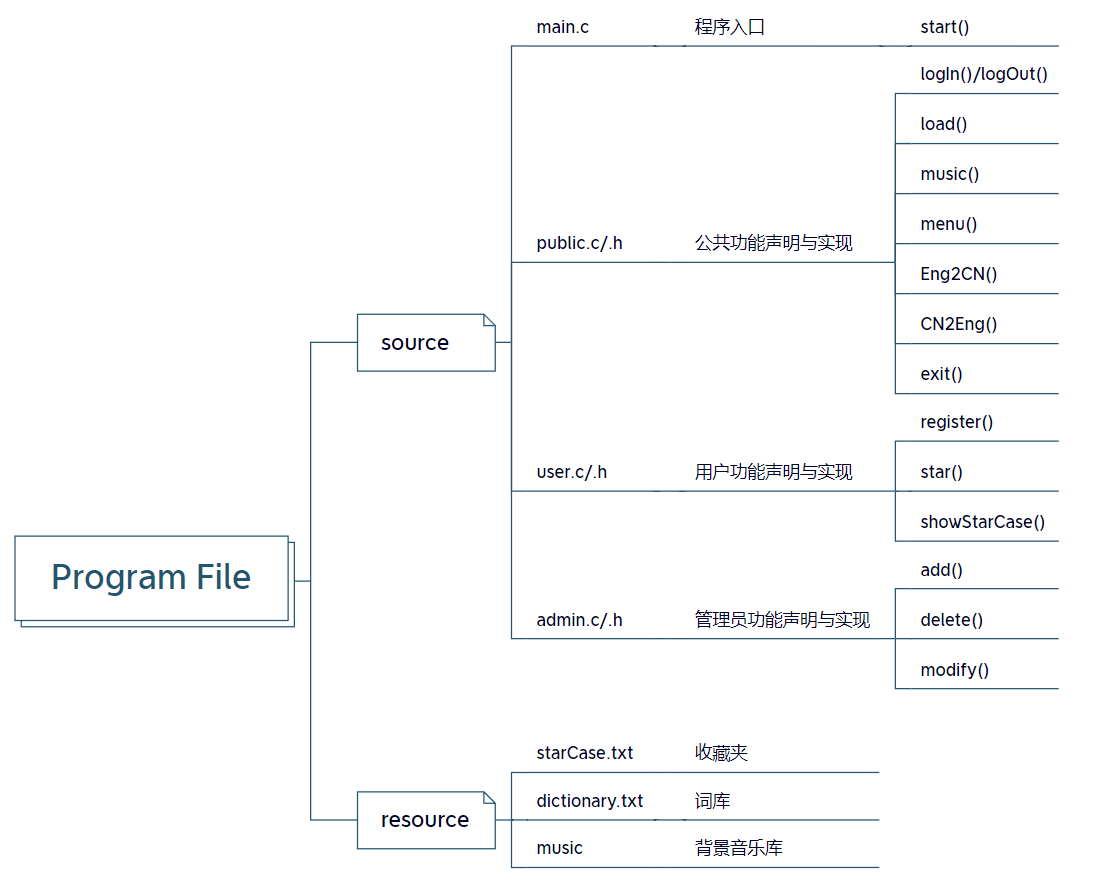 main.c 程序入口 start()
logIn()/logOut()
load()
music()
menu()
public.c/.h 公共功能声明与实现
Eng2CN()
CN2Eng()
exit()
source
register()
user.c/.h 用户功能声明与实现 star()
showStarCase()
Program File
add()
admin.c/.h 管理员功能声明与实现 delete()
modify()
starCase.txt 收藏夹
dictionary.txt 词库
resource
music 背景音乐库